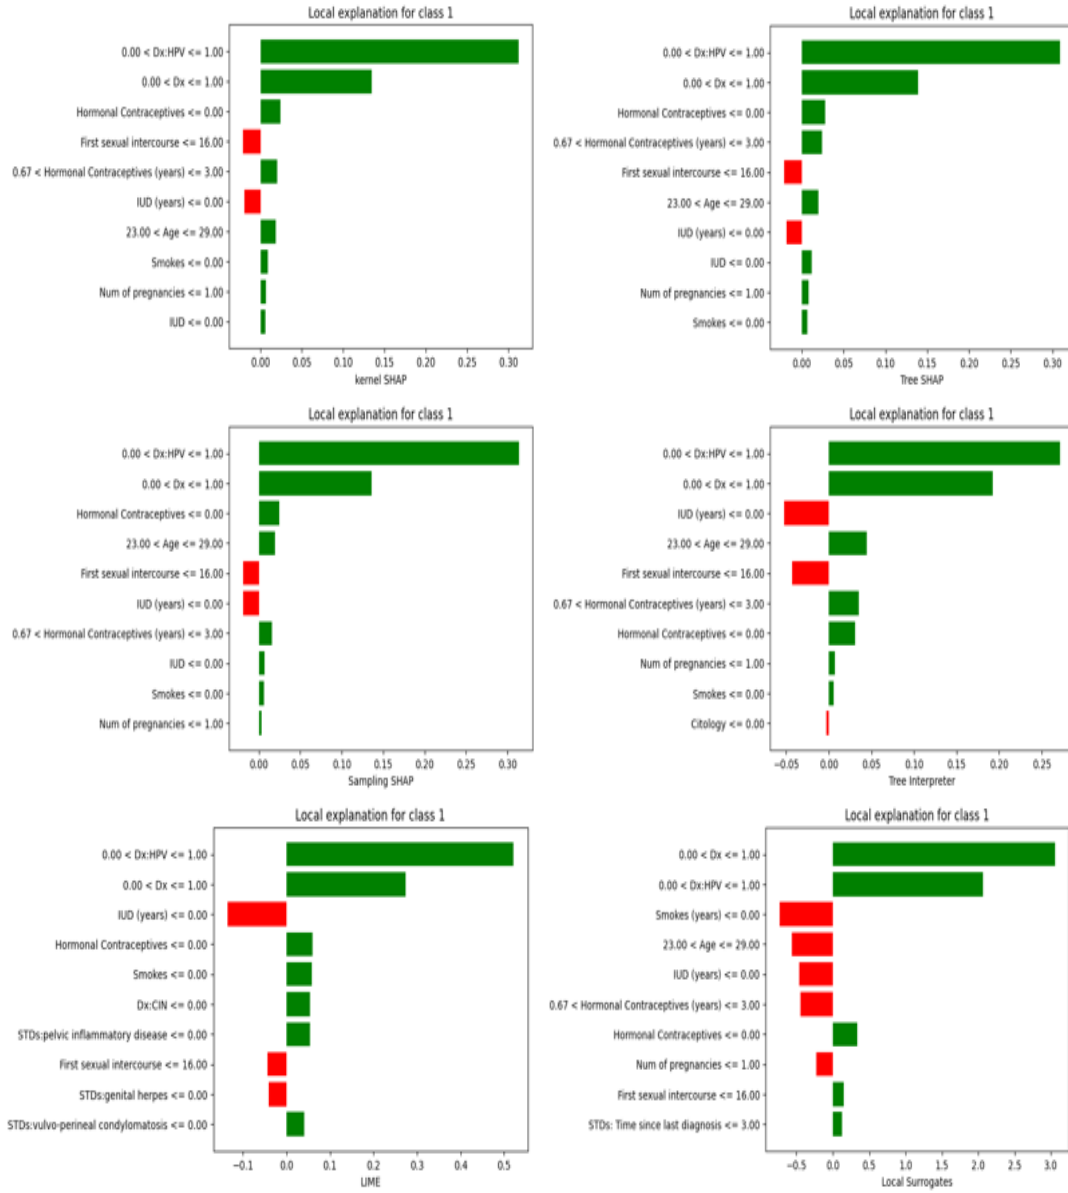 Local explanation for class 1
0.00 < Dx:HPV <= 1.00
0.00 < Dx <= 1.00
Hormonal Contraceptives <= 0.00
First sexual intercourse <= 16.00
0.67 < Hormonal Contraceptives (years) <= 3.00
IUD (years) <= 0.00
23.00 < Age <= 29.00
Smokes <= 0.00
Num of pregnancies <= 1.00
IUD <= 0.00
0.00 0.05 0.10 0.15 0.20 0.25 0.30
kernel SHAP
Local explanation for class 1
0.00 < Dx:HPV <= 1.00
0.00 < Dx <= 1.00
Hormonal Contraceptives <= 0.00
0.67 < Hormonal Contraceptives (years) <= 3.00
First sexual intercourse <= 16.00
23.00 < Age <= 29.00
IUD (years) <= 0.00
IUD <= 0.00
Num of pregnancies <= 1.00
Smokes <= 0.00
0.00 0.05 0.10 0.15 0.20 0.25 0.30
Tree SHAP
Local explanation for class 1
0.00 < Dx:HPV <= 1.00
0.00 < Dx <= 1.00
Hormonal Contraceptives <= 0.00
23.00 < Age <= 29.00
First sexual intercourse <= 16.00
IUD (years) <= 0.00
0.67 < Hormonal Contraceptives (years) <= 3.00
IUD <= 0.00
Smokes <= 0.00
Num of pregnancies <= 1.00
0.00 0.05 0.10 0.15 0.20 0.25 0.30
Sampling SHAP
Local explanation for class 1
0.00 < Dx:HPV <= 1.00
0.00 < Dx <= 1.00
IUD (years) <= 0.00
23.00 < Age <= 29.00
First sexual intercourse <= 16.00
0.67 < Hormonal Contraceptives (years) <= 3.00
Hormonal Contraceptives <= 0.00
Num of pregnancies <= 1.00
Smokes <= 0.00
Citology <= 0.00
−0.05 0.00 0.05 0.10 0.15 0.20 0.25
Tree Interpreter
Local explanation for class 1
0.00 < Dx:HPV <= 1.00
0.00 < Dx <= 1.00
IUD (years) <= 0.00
Hormonal Contraceptives <= 0.00
Smokes <= 0.00
Dx:CIN <= 0.00
STDs:pelvic inflammatory disease <= 0.00
First sexual intercourse <= 16.00
STDs:genital herpes <= 0.00
STDs:vulvo-perineal condylomatosis <= 0.00
−0.1 0.0 0.1 0.2 0.3 0.4 0.5
LIME
Local explanation for class 1
0.00 < Dx <= 1.00
0.00 < Dx:HPV <= 1.00
Smokes (years) <= 0.00
23.00 < Age <= 29.00
IUD (years) <= 0.00
0.67 < Hormonal Contraceptives (years) <= 3.00
Hormonal Contraceptives <= 0.00
Num of pregnancies <= 1.00
First sexual intercourse <= 16.00
STDs: Time since last diagnosis <= 3.00
−0.5 0.0 0.5 1.0 1.5 2.0 2.5 3.0
Local Surrogates